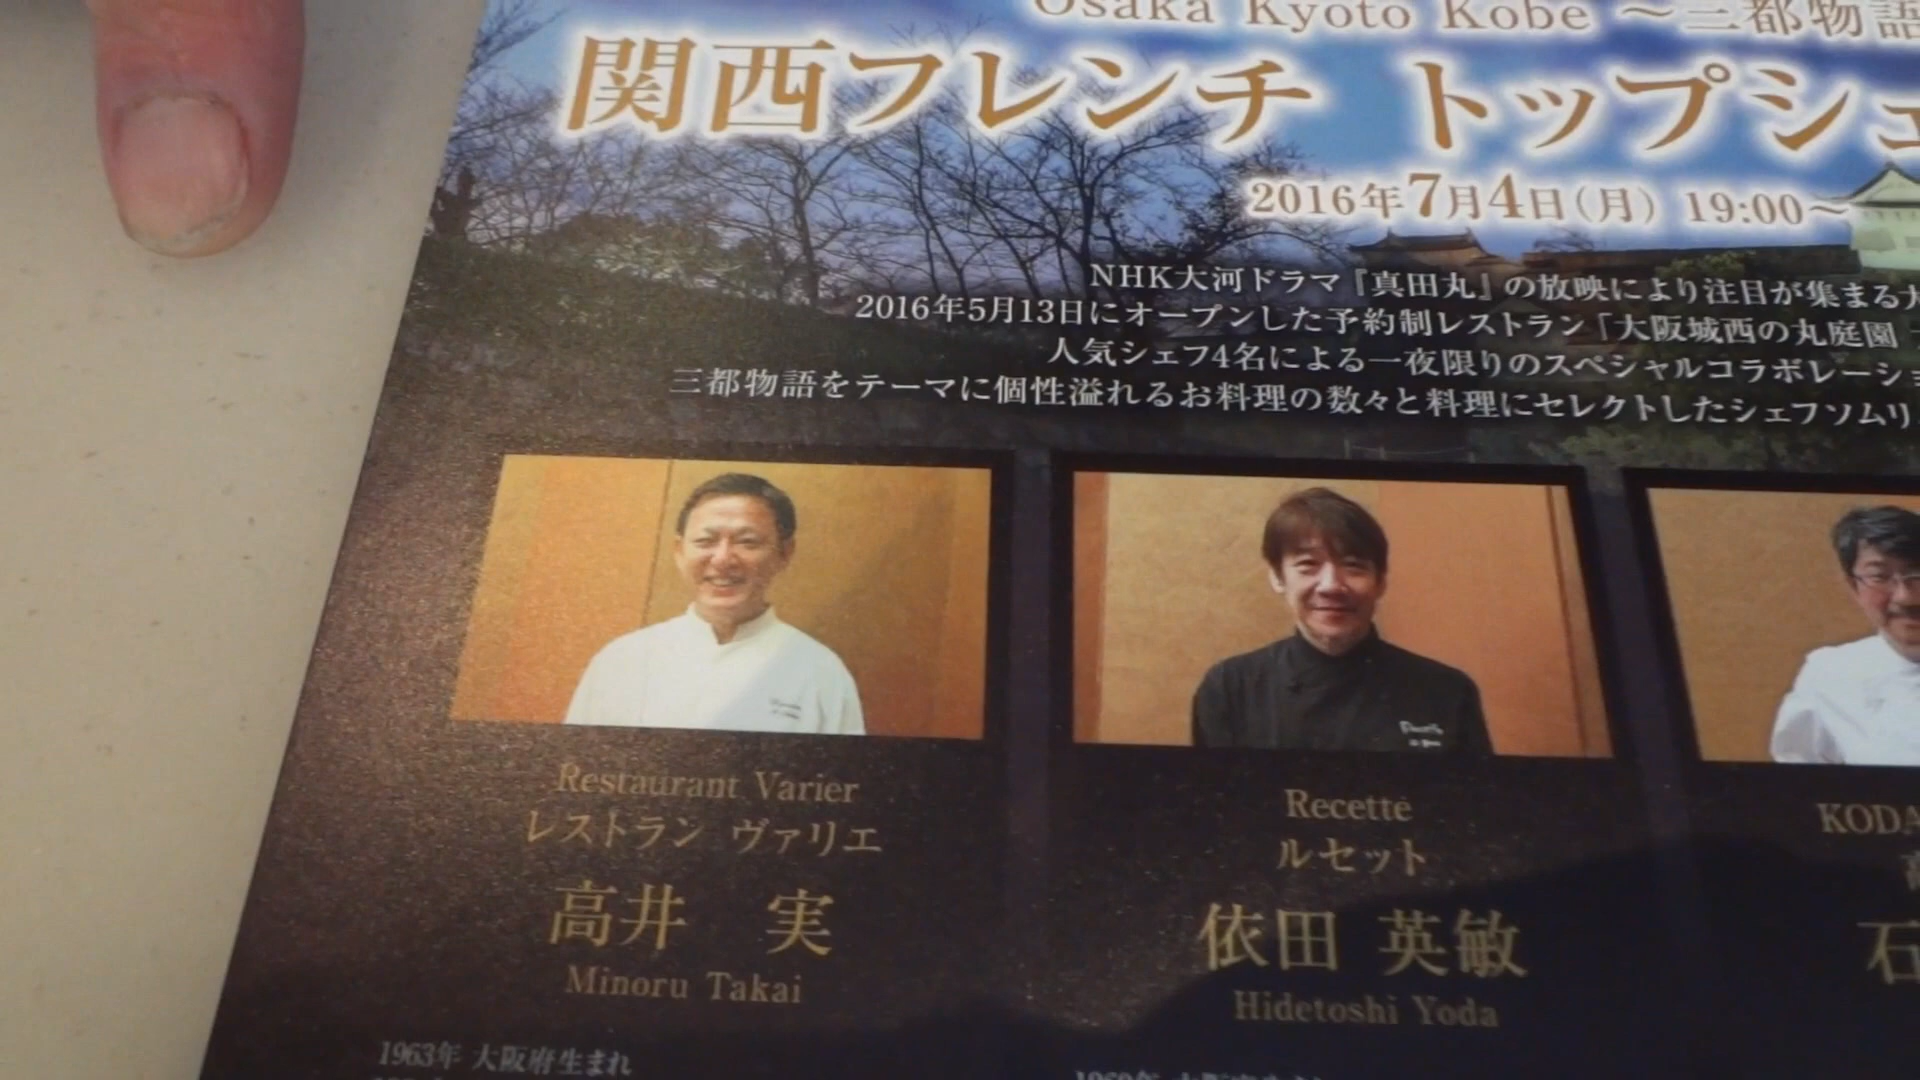 Osaka Kyoto Kobe ～三都物語
関西フレンチ トップシェ
2016年7月4日(月) 19:00～
NHK大河ドラマ『真田丸』の放映により注目が集まる大
2016年5月13日にオープンした予約制レストラン「大阪城西の丸庭園
人気シェフ4名による一夜限りのスペシャルコラボレーショ
三都物語をテーマに個性溢れるお料理の数々と料理にセレクトしたシェフソムリ
Restaurant Varier
レストラン ヴァリエ
高井 実
Minoru Takai
1963年 大阪府生まれ
Recette
ルセット
依田 英敏
Hidetoshi Yoda
KODA
石